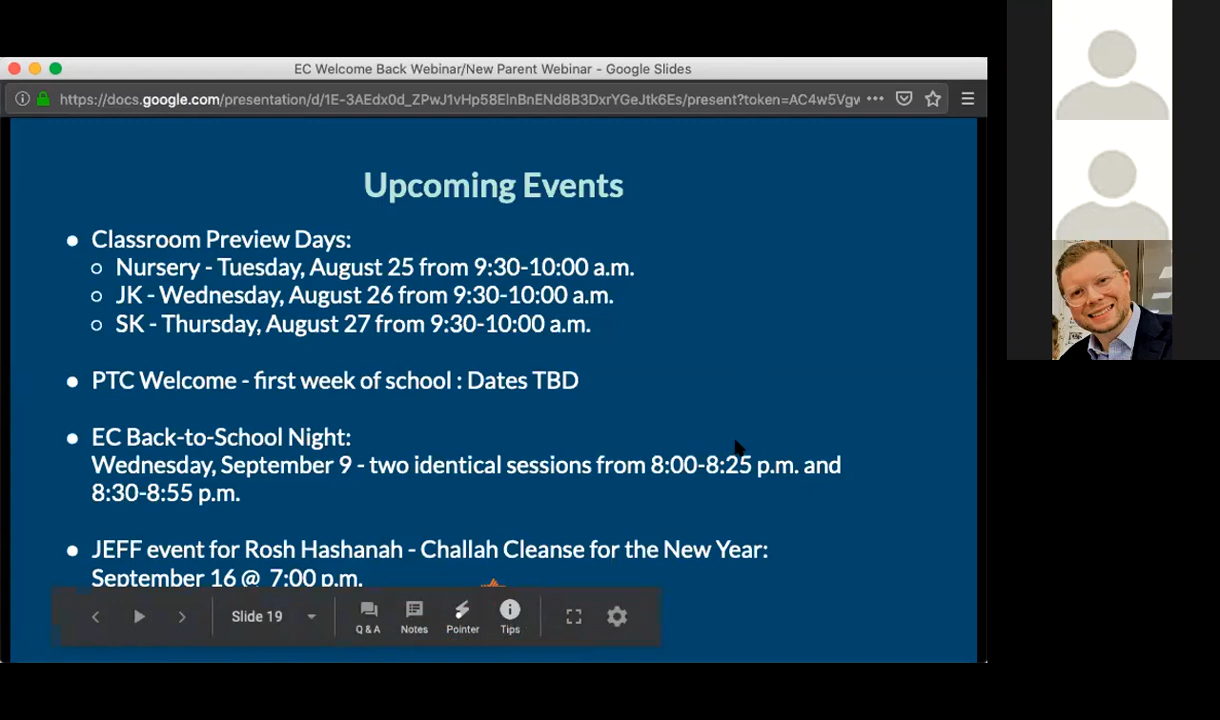 EC Welcome Back Webinar/New Parent Webinar - Google Slides
https://docs.google.com/presentation/d/1E-3AEdx0d_ZPwJ1vHp58ElnBnENd8B3DxrYGeJtk6Es/present?token=AC4w5Vgw
Upcoming Events
● Classroom Preview Days:
○ Nursery - Tuesday, August 25 from 9:30-10:00 a.m.
○ JK - Wednesday, August 26 from 9:30-10:00 a.m.
○ SK - Thursday, August 27 from 9:30-10:00 a.m.
● PTC Welcome - first week of school : Dates TBD
● EC Back-to-School Night:
Wednesday, September 9 - two identical sessions from 8:00-8:25 p.m. and
8:30-8:55 p.m.
● JEFF event for Rosh Hashanah - Challah Cleanse for the New Year:
September 16 @ 7:00 p.m.
Slide 19
Q & A Notes Pointer Tips